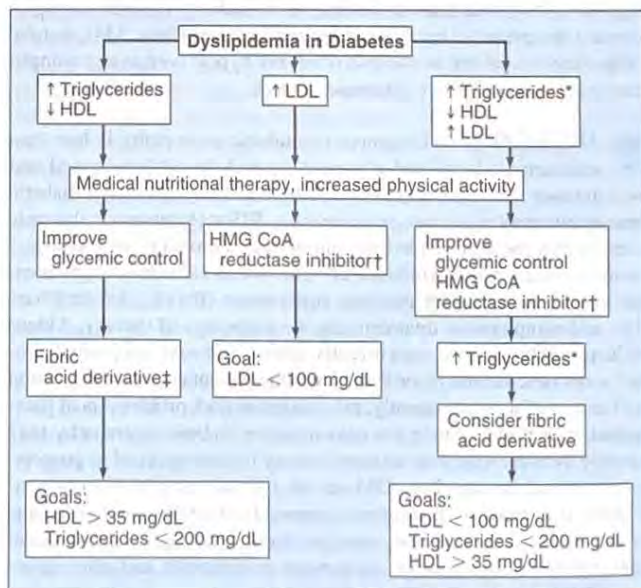 Dyslipidemia in Diabetes
↑ Triglycerides
↓ HDL
↑ LDL
↑ Triglycerides*
↓ HDL
↑ LDL
Medical nutritional therapy, increased physical activity
Improve
glycemic control
HMG CoA
reductase inhibitor†
Improve
glycemic control
HMG CoA
reductase inhibitor†
Fibric
acid derivative‡
Goal:
LDL < 100 mg/dL
↑ Triglycerides*
Consider fibric
acid derivative
Goals:
HDL > 35 mg/dL
Triglycerides < 200 mg/dL
Goals:
LDL < 100 mg/dL
Triglycerides < 200 mg/dL
HDL > 35 mg/dL